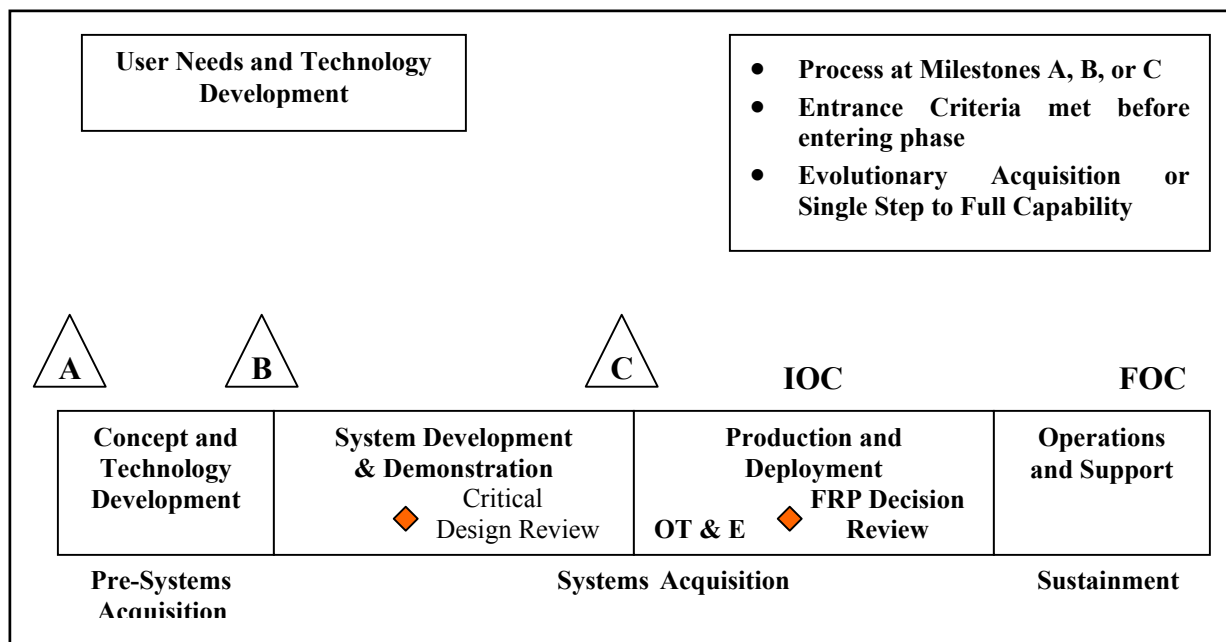 User Needs and Technology
Development
• Process at Milestones A, B, or C
• Entrance Criteria met before
entering phase
• Evolutionary Acquisition or
Single Step to Full Capability
A
B
C
IOC
FOC
Concept and
Technology
Development
System Development
& Demonstration
Critical
Design Review
Production and
Deployment
OT & E
FRP Decision
Review
Operations
and Support
Pre-Systems
Acquisition
Systems Acquisition
Sustainment